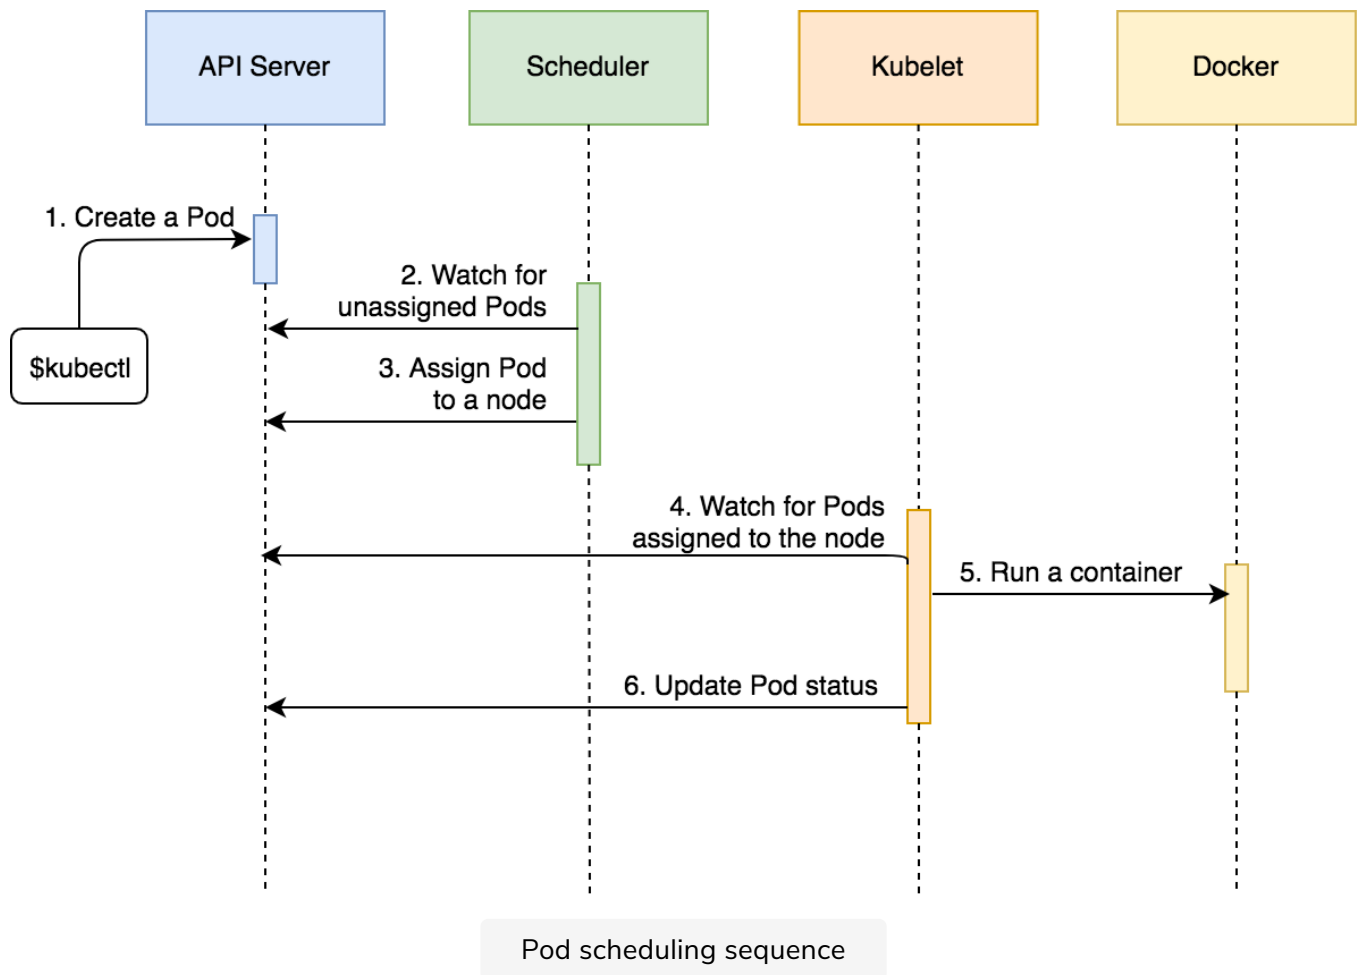 API Server
Scheduler
Kubelet
Docker
1. Create a Pod
$kubectl
2. Watch for
unassigned Pods
3. Assign Pod
to a node
4. Watch for Pods
assigned to the node
5. Run a container
6. Update Pod status
Pod scheduling sequence